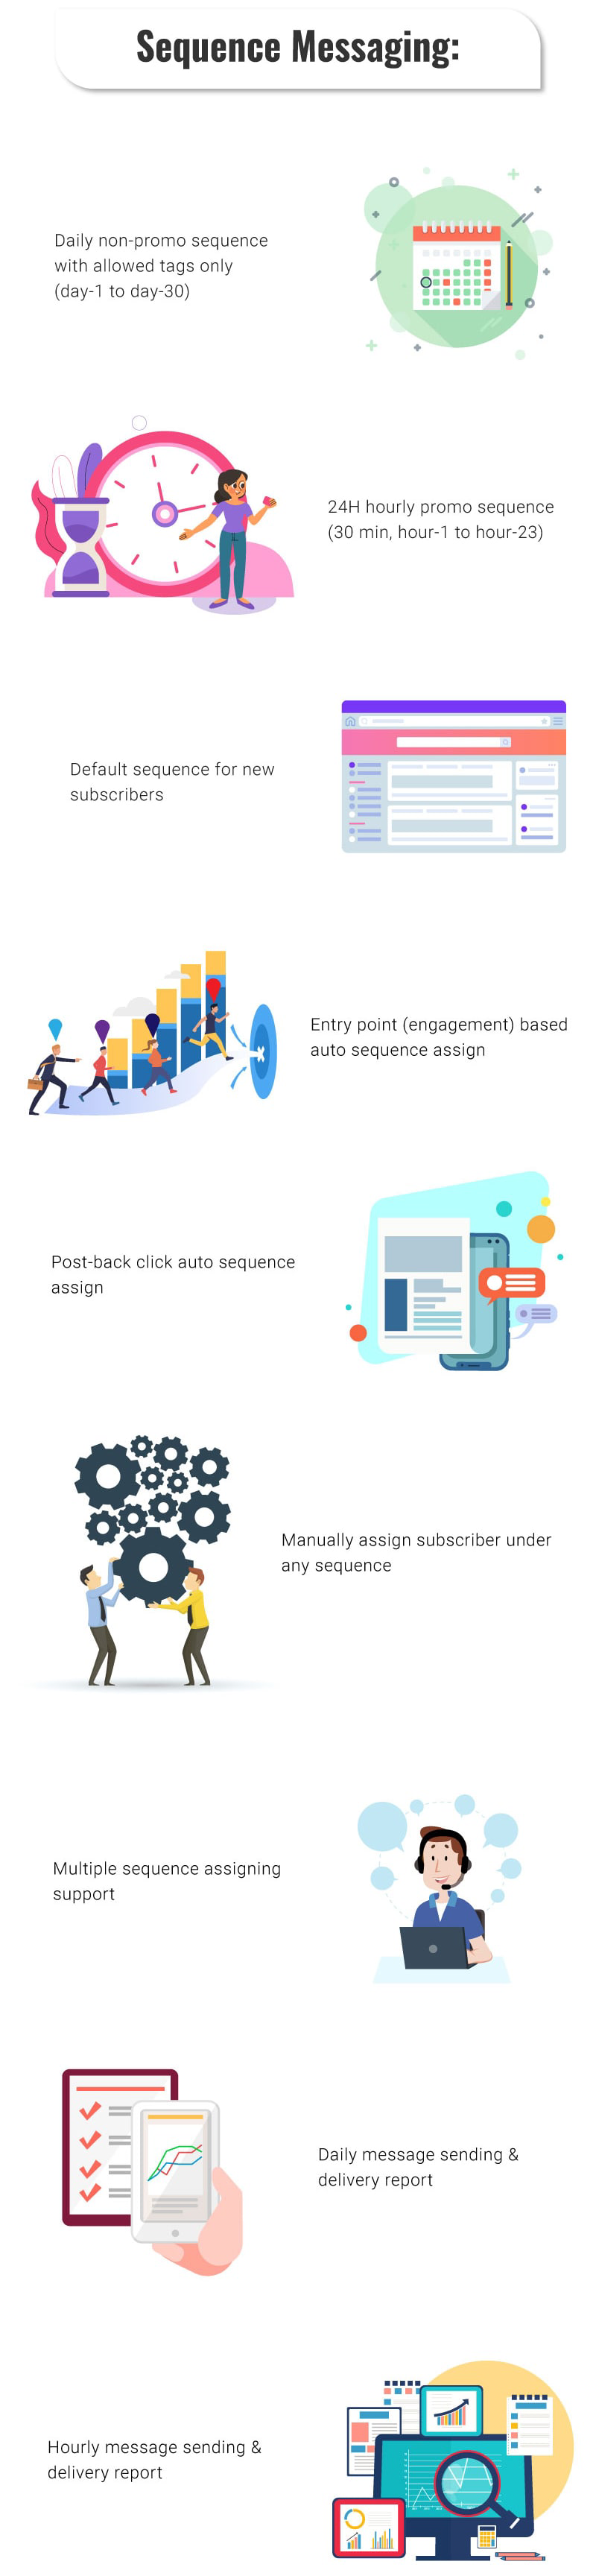 Sequence Messaging:
Daily non-promo sequence
with allowed tags only
(day-1 to day-30)
24H hourly promo sequence
(30 min, hour-1 to hour-23)
Default sequence for new
subscribers
Entry point (engagement) based
auto sequence assign
Post-back click auto sequence
assign
Manually assign subscriber under
any sequence
Multiple sequence assigning
support
Daily message sending &
delivery report
Hourly message sending &
delivery report